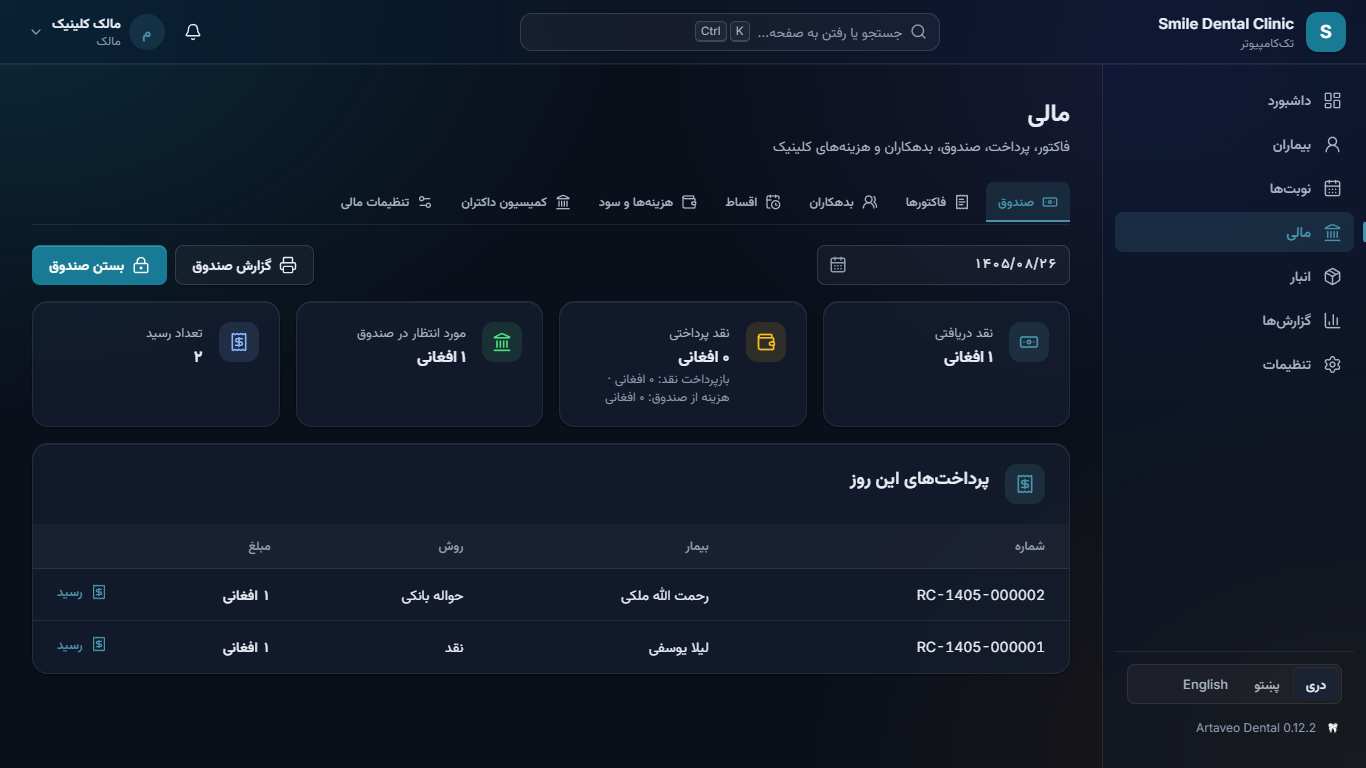 Smile Dental Clinic
تک‌کامپیوتر
S
جستجو یا رفتن به صفحه...
Ctrl K
مالک کلینیک
مالک
م
داشبورد
بیماران
نوبت‌ها
مالی
انبار
گزارش‌ها
تنظیمات
مالی
فاکتور، پرداخت، صندوق، بدهکاران و هزینه‌های کلینیک
صندوق
فاکتورها
بدهکاران
اقساط
هزینه‌ها و سود
کمیسیون داکتران
تنظیمات مالی
۱۴۰۵/۰۸/۲۶
گزارش صندوق
بستن صندوق
نقد دریافتی
۱ افغانی
نقد پرداختی
۰ افغانی
بازپرداخت نقد: ۰ افغانی ·
هزینه از صندوق: ۰ افغانی
مورد انتظار در صندوق
۱ افغانی
تعداد رسید
۲
پرداخت‌های این روز
شماره بیمار روش مبلغ
RC-1405-000002 رحمت الله ملکی حواله بانکی ۱ افغانی رسید
RC-1405-000001 لیلا یوسفی نقد ۱ افغانی رسید
دری پښتو English
Artaveo Dental 0.12.2